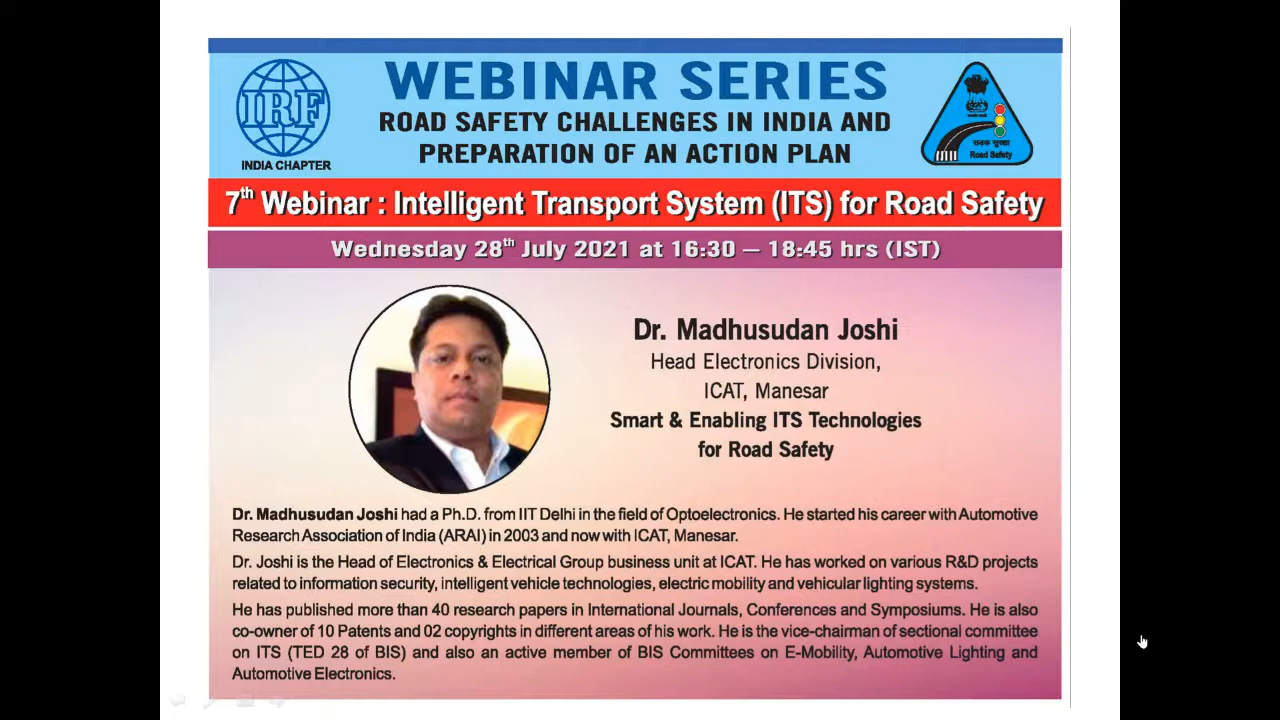 WEBINAR SERIES
IRF
INDIA CHAPTER
ROAD SAFETY CHALLENGES IN INDIA AND
PREPARATION OF AN ACTION PLAN
सड़क सुरक्षा
Road Safety
7th Webinar : Intelligent Transport System (ITS) for Road Safety
Wednesday 28th July 2021 at 16:30 – 18:45 hrs (IST)
Dr. Madhusudan Joshi
Head Electronics Division,
ICAT, Manesar
Smart & Enabling ITS Technologies
for Road Safety
Dr. Madhusudan Joshi had a Ph.D. from IIT Delhi in the field of Optoelectronics. He started his career with Automotive
Research Association of India (ARAI) in 2003 and now with ICAT, Manesar.
Dr. Joshi is the Head of Electronics & Electrical Group business unit at ICAT. He has worked on various R&D projects
related to information security, intelligent vehicle technologies, electric mobility and vehicular lighting systems.
He has published more than 40 research papers in International Journals, Conferences and Symposiums. He is also
co-owner of 10 Patents and 02 copyrights in different areas of his work. He is the vice-chairman of sectional committee
on ITS (TED 28 of BIS) and also an active member of BIS Committees on E-Mobility, Automotive Lighting and
Automotive Electronics.